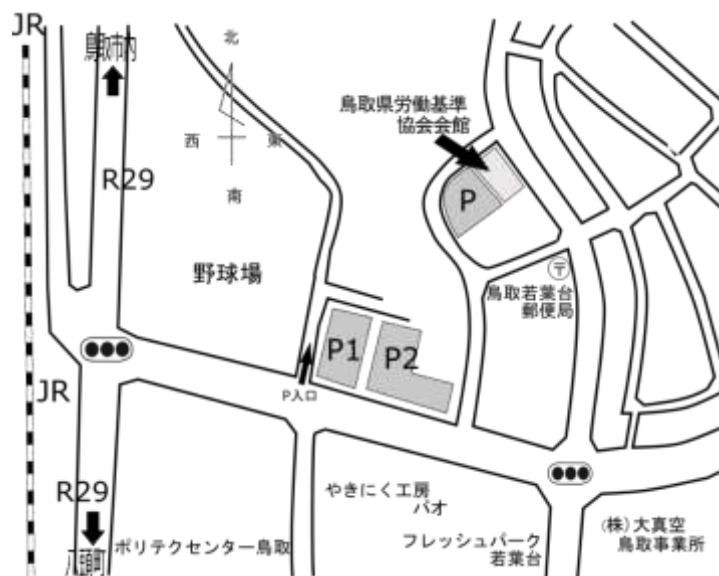 JR
鳥取市内
北
西
東
南
R29
鳥取県労働基準
協会会館
P
野球場
〒
鳥取若葉台
郵便局
P1
P2
P入口
JR
R29
八頭町
ポリテクセンター鳥取
やきにく工房
バオ
フレッシュパーク
若葉台
(株)大真空
鳥取事業所